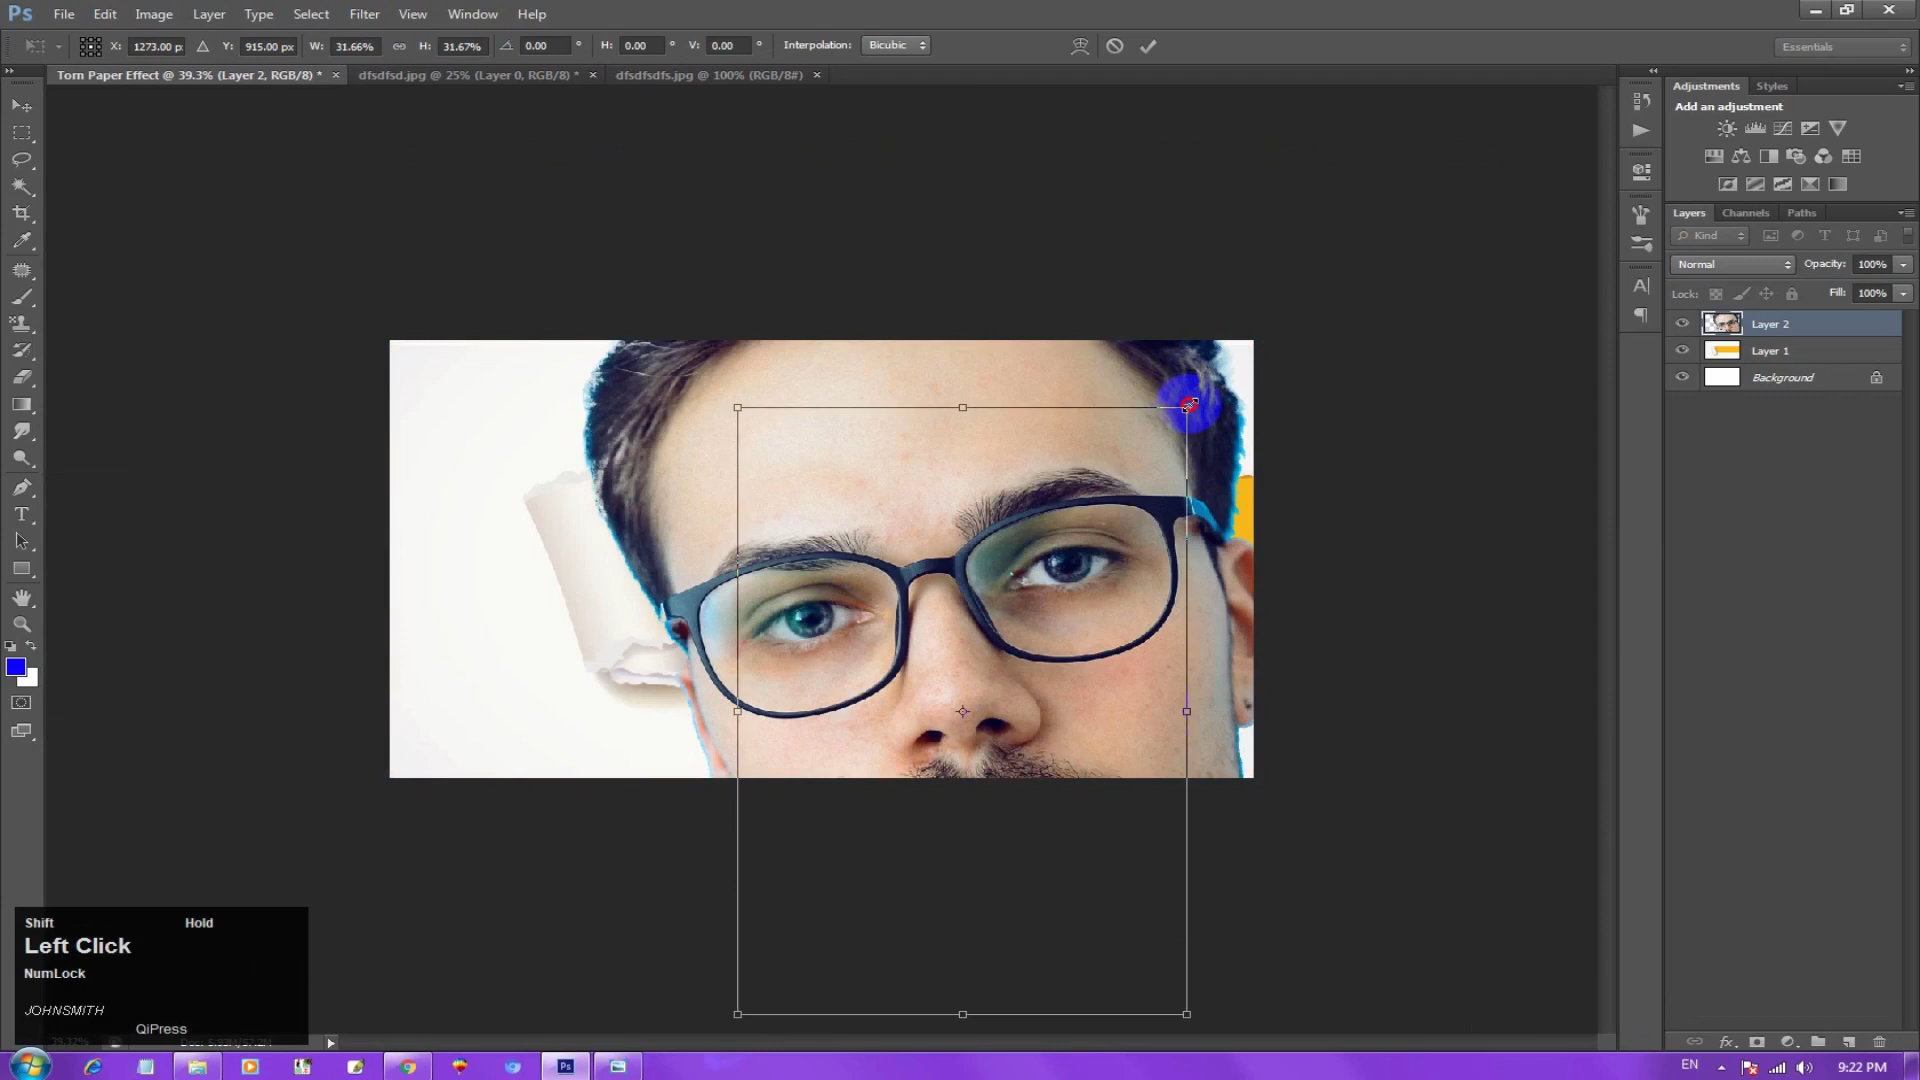 Ps File Edit Image Layer Type Select Filter View Window Help
X: 1273.00 p Y: 915.00 px W: 31.66% H: 31.67% 0.00 ° H: 0.00 ° V: 0.00 ° Interpolation: Bicubic Essentials
Torn Paper Effect @ 39.3% (Layer 2, RGB/8) * × dfsdfsd.jpg @ 25% (Layer 0, RGB/8) * × dfsdfsdfs.jpg @ 100% (RGB/8#) ×
Adjustments Styles
Add an adjustment
Layers Channels Paths
Kind
Normal Opacity: 100%
Lock: Fill: 100%
Layer 2
Layer 1
Background
Shift Hold
Left Click
NumLock
JOHNSMITH
QiPress
EN 9:22 PM